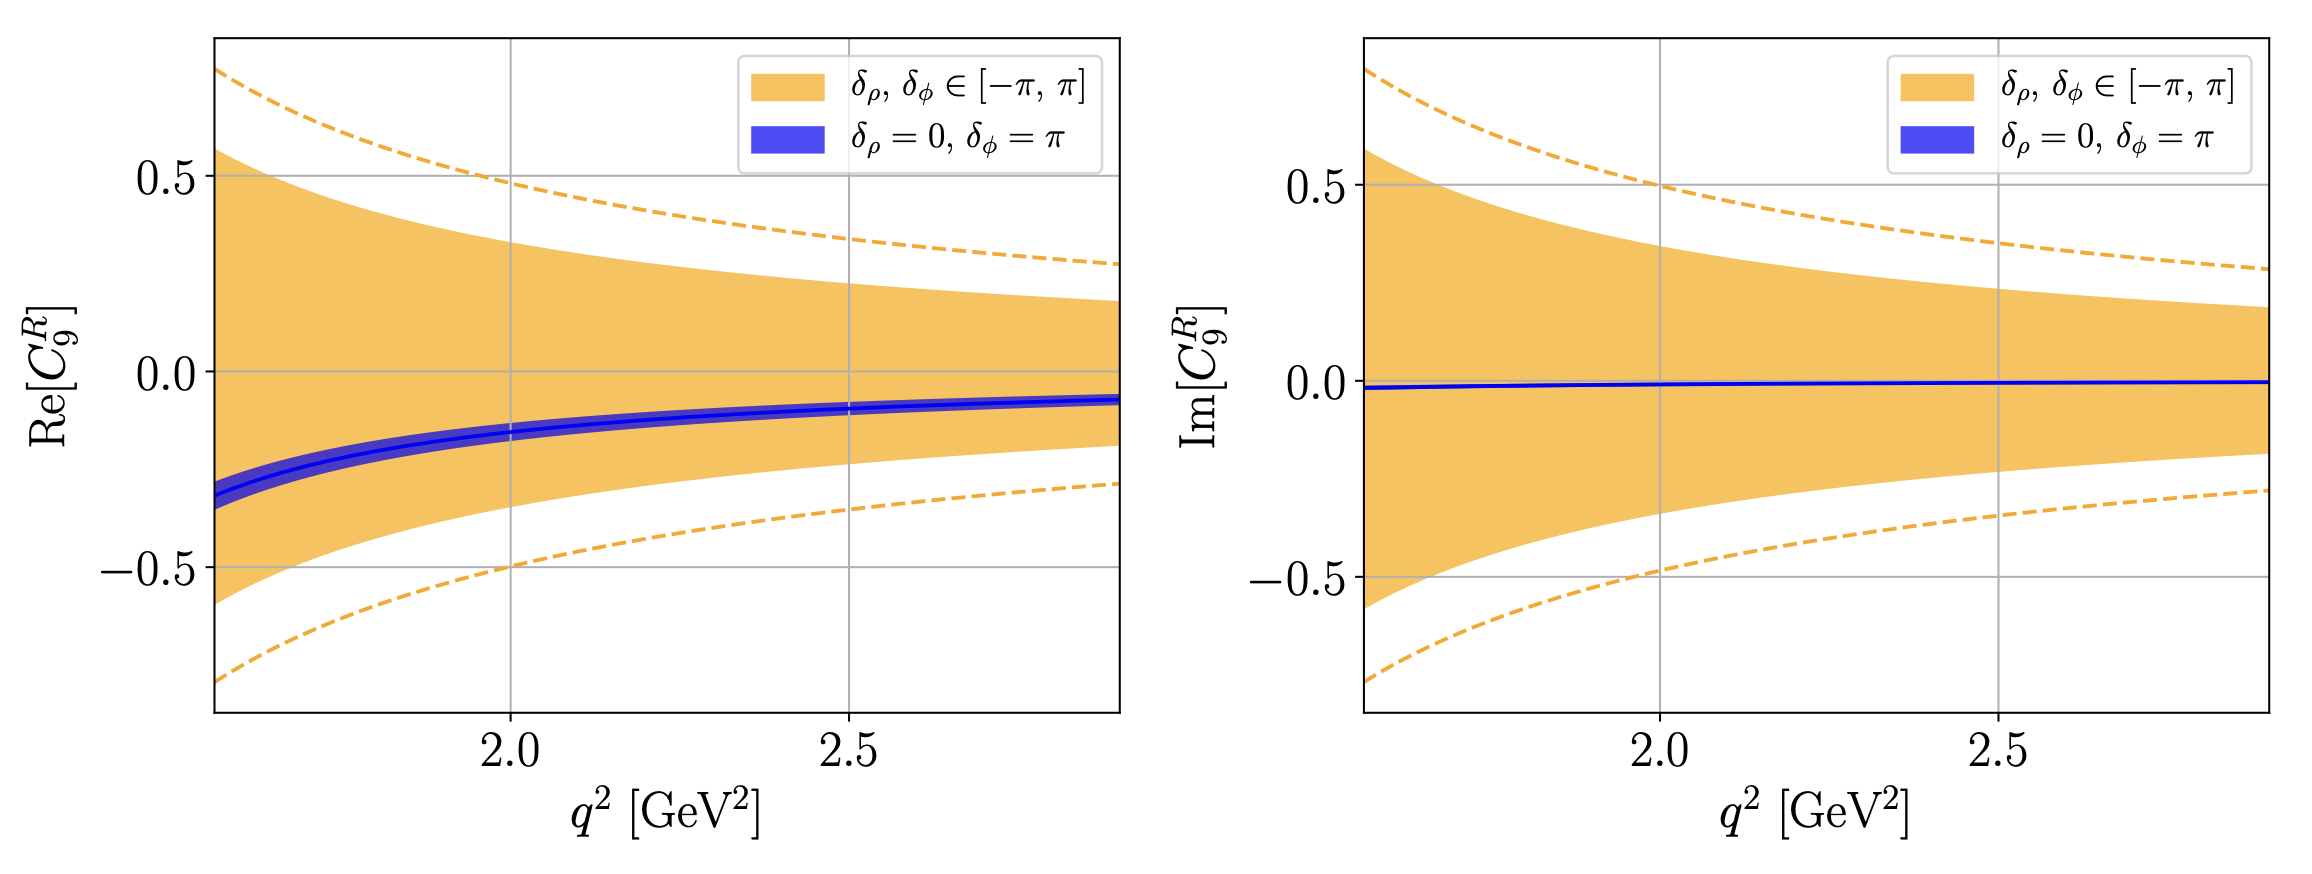 Re[C₉ᴿ]
0.5
0.0
−0.5
δρ, δϕ ∈ [−π, π]
δρ = 0, δϕ = π
2.0 2.5
q² [GeV²]
Im[C₉ᴿ]
0.5
0.0
−0.5
δρ, δϕ ∈ [−π, π]
δρ = 0, δϕ = π
2.0 2.5
q² [GeV²]